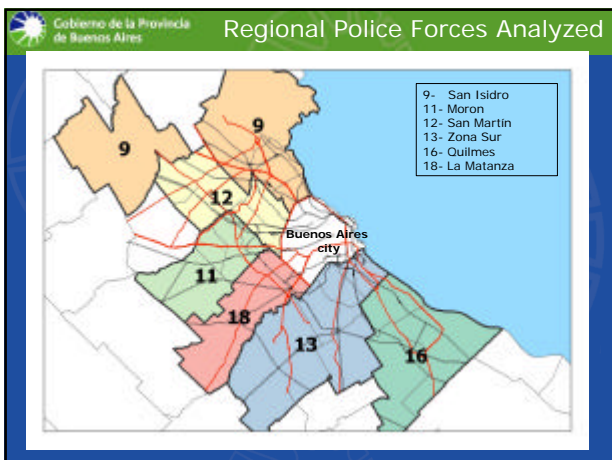 Gobierno de la Provincia
de Buenos Aires
Regional Police Forces Analyzed
9- San Isidro
11- Moron
12- San Martín
13- Zona Sur
16- Quilmes
18- La Matanza
9
9
12
Buenos Aires
city
11
18
13
16